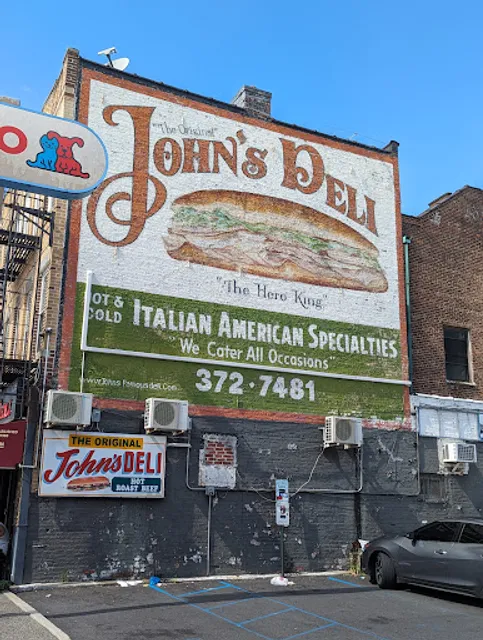 "The Original"
John's Deli
"The Hero King"
OT &
COLD
ITALIAN AMERICAN SPECIALTIES
"We Cater All Occasions"
372-7481
THE ORIGINAL
John's DELI
HOT
ROAST BEEF
O